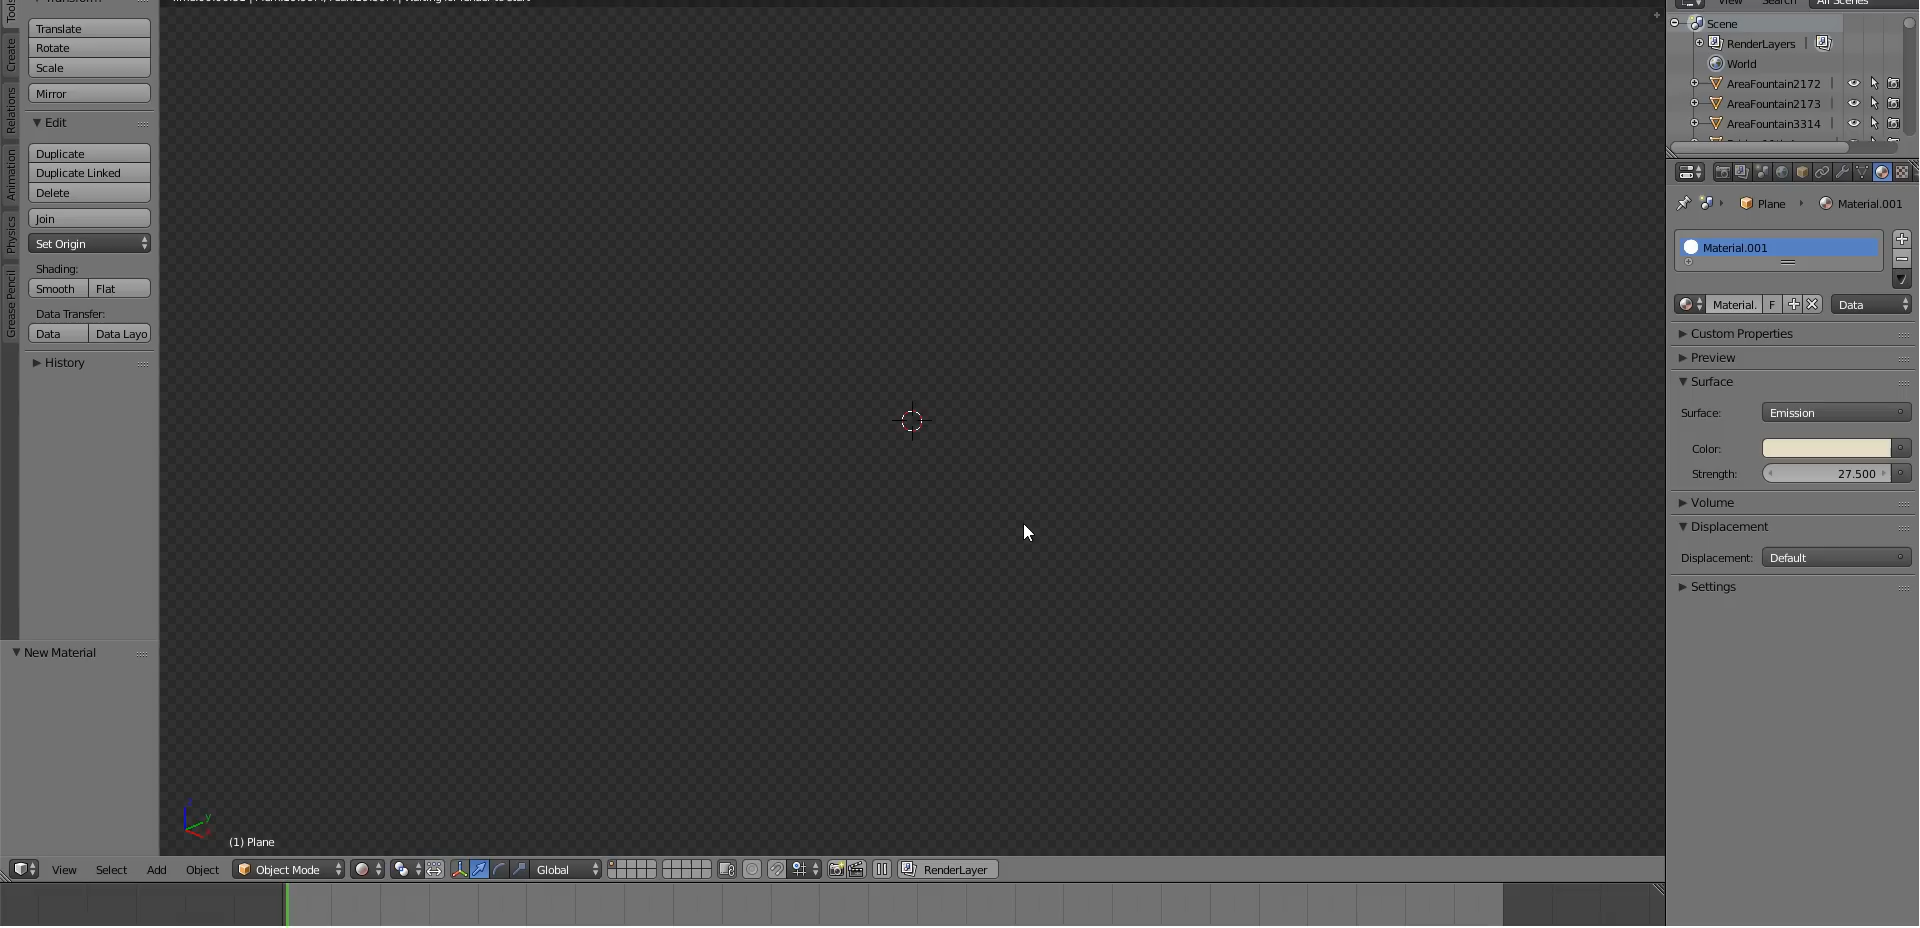 Tools
Create
Relations
Animation
Physics
Grease Pencil
Transform
Translate
Rotate
Scale
Mirror
Edit
Duplicate
Duplicate Linked
Delete
Join
Set Origin
Shading:
Smooth Flat
Data Transfer:
Data Data Layo
History
New Material
(1) Plane
View Select Add Object Object Mode Global RenderLayer
View Search All Scenes
Scene
RenderLayers
World
AreaFountain2172
AreaFountain2173
AreaFountain3314
Plane Material.001
Material.001
Material. F Data
Custom Properties
Preview
Surface
Surface: Emission
Color:
Strength: 27.500
Volume
Displacement
Displacement: Default
Settings